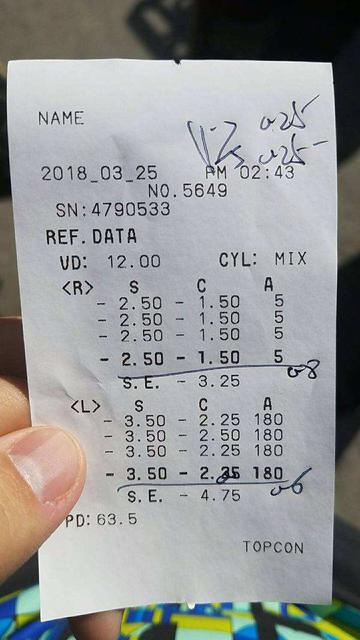 NAME
2018_03_25 PM 02:43
NO.5649
SN:4790533
REF.DATA
VD: 12.00 CYL: MIX
<R> S C A
- 2.50 - 1.50 5
- 2.50 - 1.50 5
- 2.50 - 1.50 5
- 2.50 - 1.50 5
S.E. - 3.25
<L> S C A
- 3.50 - 2.25 180
- 3.50 - 2.50 180
- 3.50 - 2.25 180
- 3.50 - 2.25 180
S.E. - 4.75
PD: 63.5
TOPCON